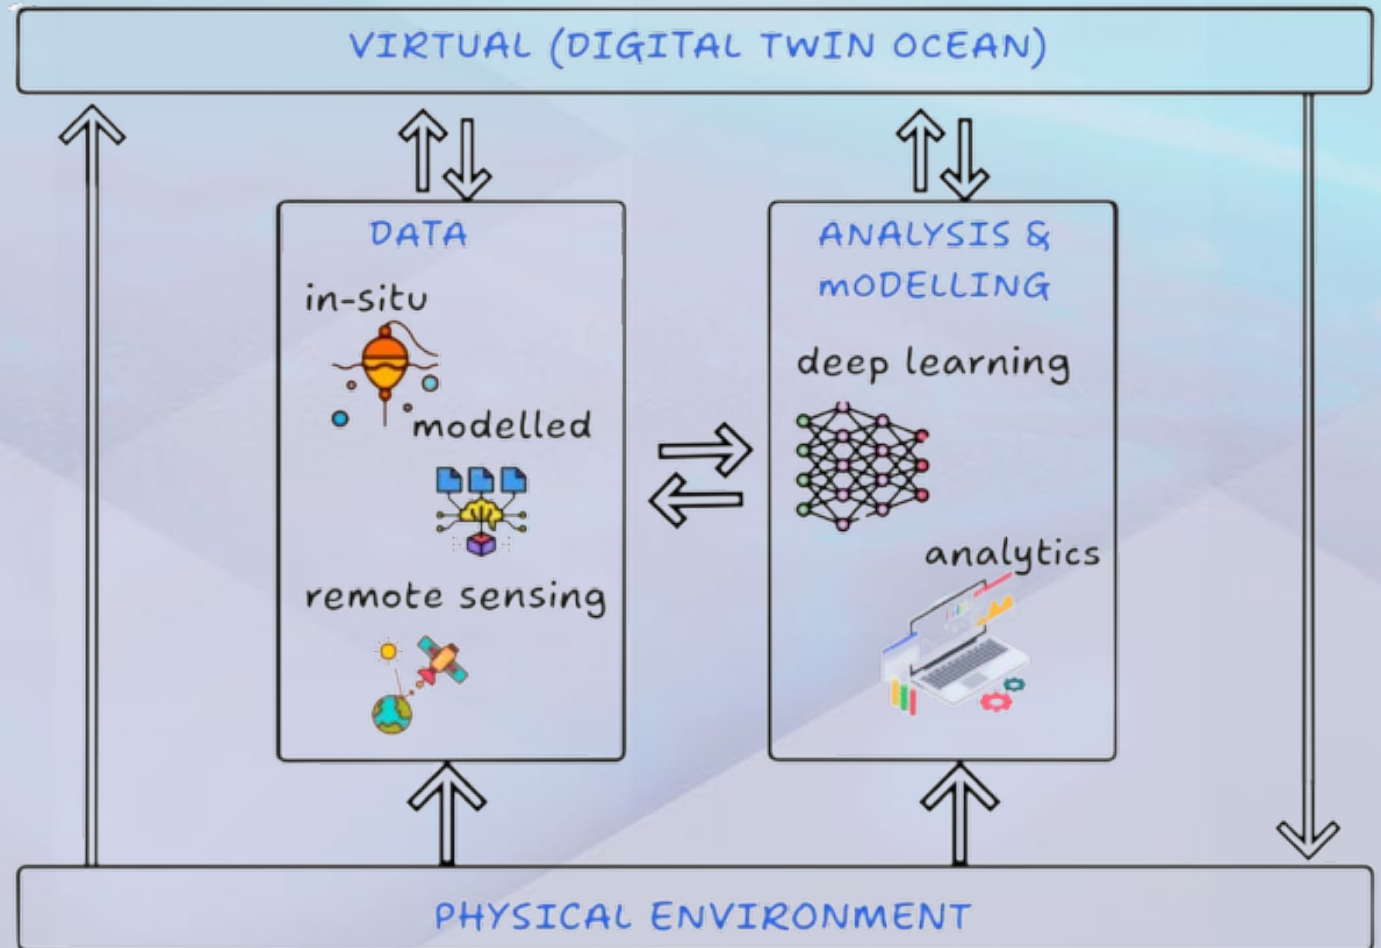 VIRTUAL (DIGITAL TWIN OCEAN)
DATA
in-situ
modelled
remote sensing
ANALYSIS &
mODELLING
deep learning
analytics
PHYSICAL ENVIRONMENT